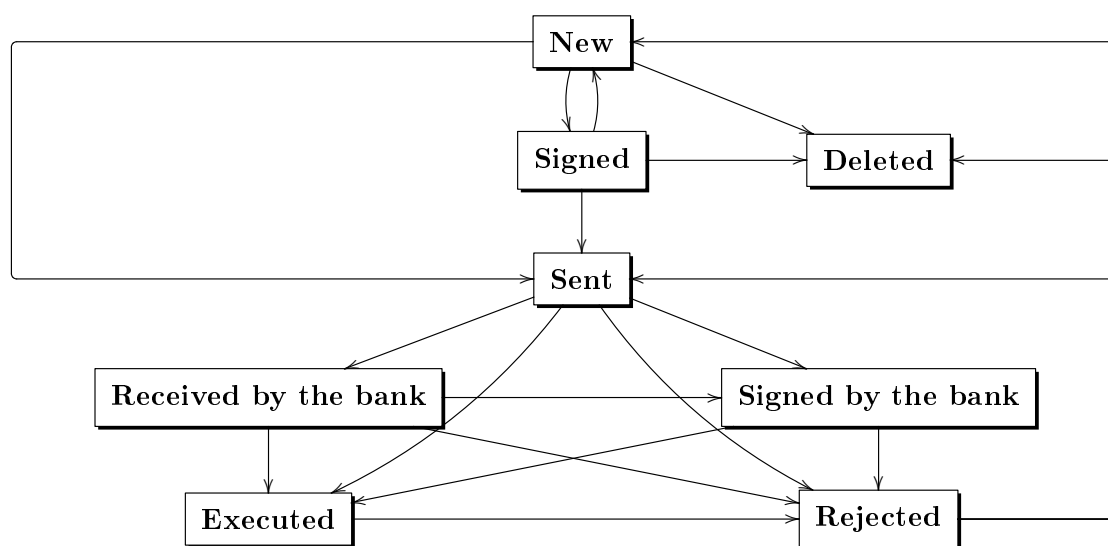 New
Signed
Deleted
Sent
Received by the bank
Signed by the bank
Executed
Rejected